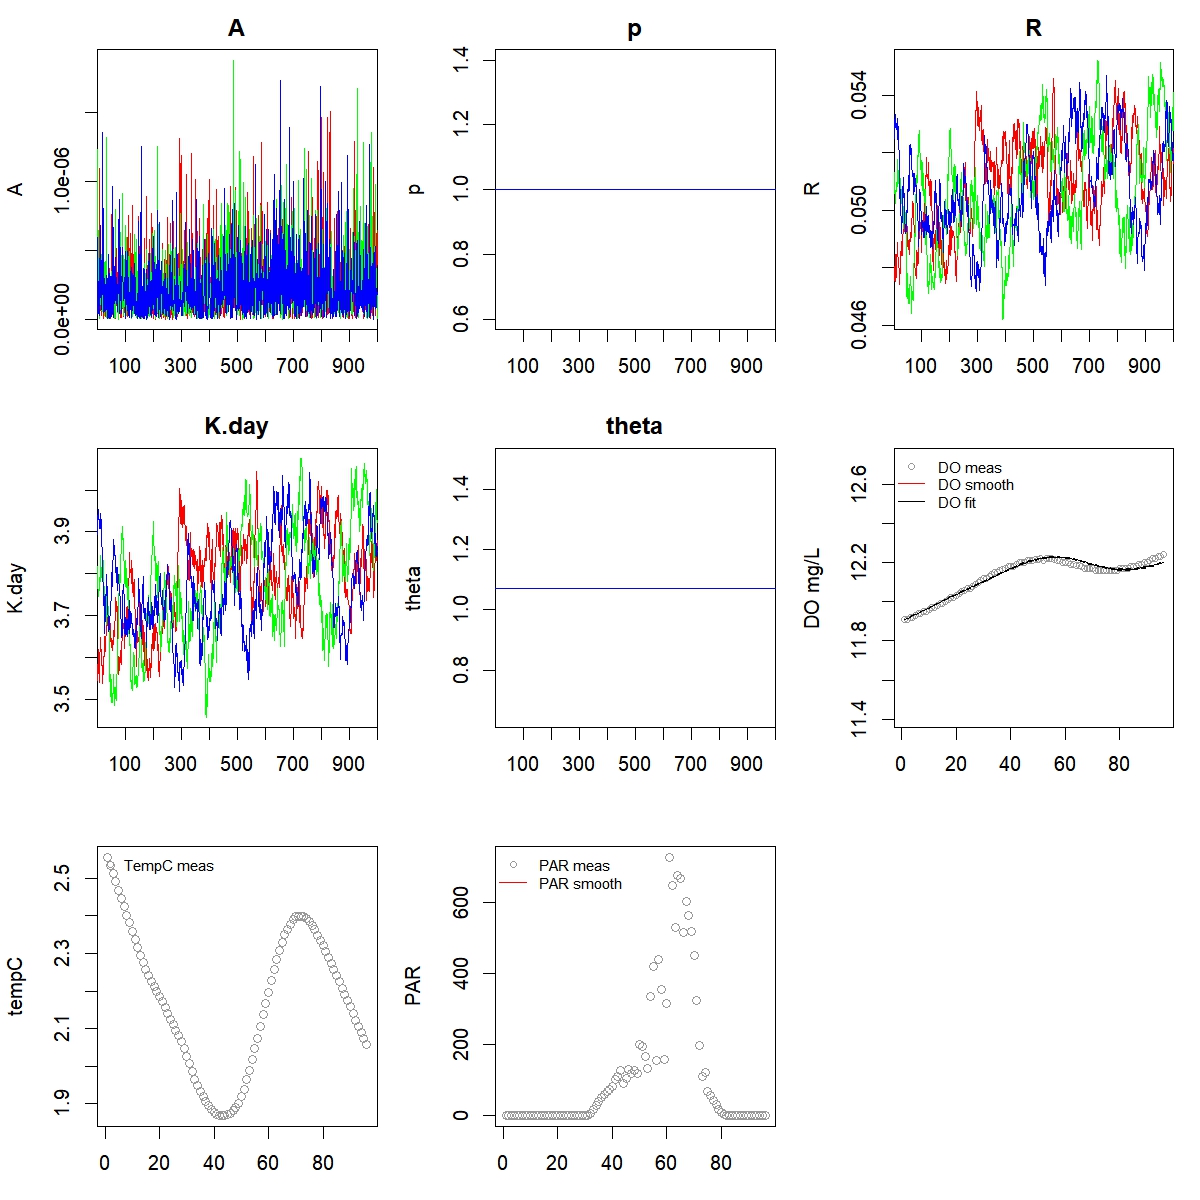 A
A
0.0e+00 1.0e-06
100 300 500 700 900
p
p
0.6 0.8 1.0 1.2 1.4
100 300 500 700 900
R
R
0.046 0.050 0.054
100 300 500 700 900
K.day
K.day
3.5 3.7 3.9
100 300 500 700 900
theta
theta
0.8 1.0 1.2 1.4
100 300 500 700 900
DO meas
DO smooth
DO fit
DO mg/L
11.4 11.8 12.2 12.6
0 20 40 60 80
TempC meas
tempC
1.9 2.1 2.3 2.5
0 20 40 60 80
PAR meas
PAR smooth
PAR
0 200 400 600
0 20 40 60 80